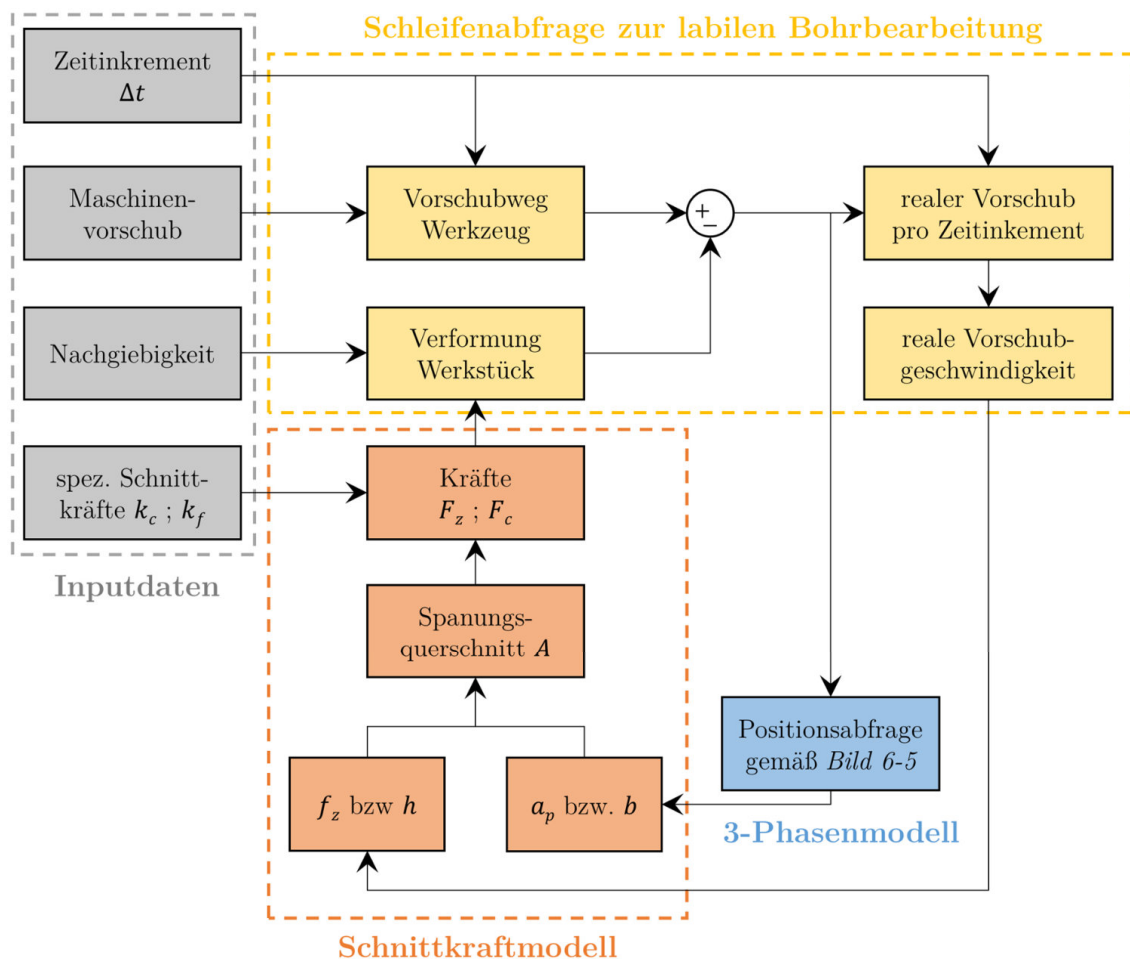 Schleifenabfrage zur labilen Bohrbearbeitung
Zeitinkrement
Δt
Maschinen-
vorschub
Vorschubweg
Werkzeug
+
−
realer Vorschub
pro Zeitinkement
Nachgiebigkeit
Verformung
Werkstück
reale Vorschub-
geschwindigkeit
spez. Schnitt-
kräfte k_c ; k_f
Kräfte
F_z ; F_c
Inputdaten
Spanungs-
querschnitt A
Positionsabfrage
gemäß Bild 6-5
f_z bzw h
a_p bzw. b
3-Phasenmodell
Schnittkraftmodell